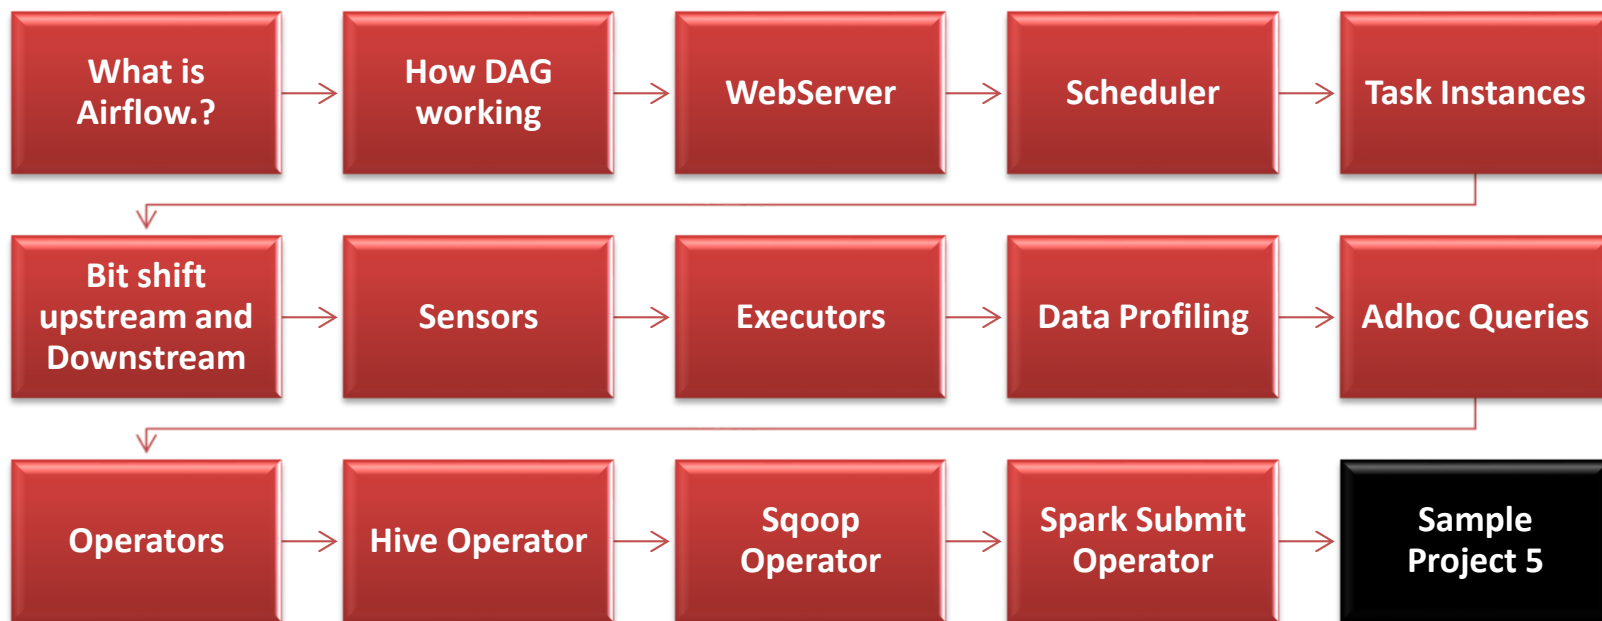 What is
Airflow.?
How DAG
working
WebServer
Scheduler
Task Instances
Bit shift
upstream and
Downstream
Sensors
Executors
Data Profiling
Adhoc Queries
Operators
Hive Operator
Sqoop
Operator
Spark Submit
Operator
Sample
Project 5